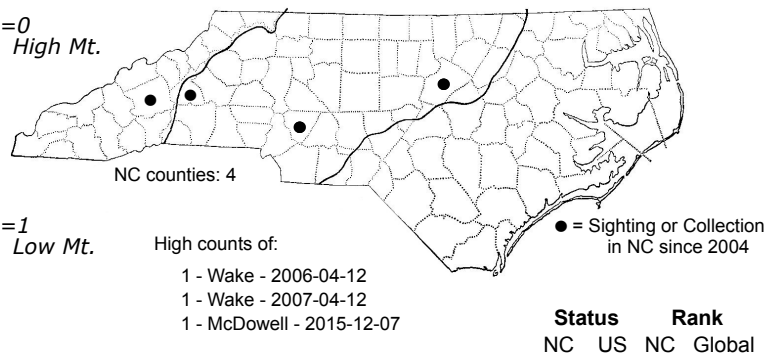 =0
High Mt.
NC counties: 4
=1
Low Mt.
High counts of:
1 - Wake - 2006-04-12
1 - Wake - 2007-04-12
1 - McDowell - 2015-12-07
● = Sighting or Collection
in NC since 2004
Status Rank
NC US NC Global